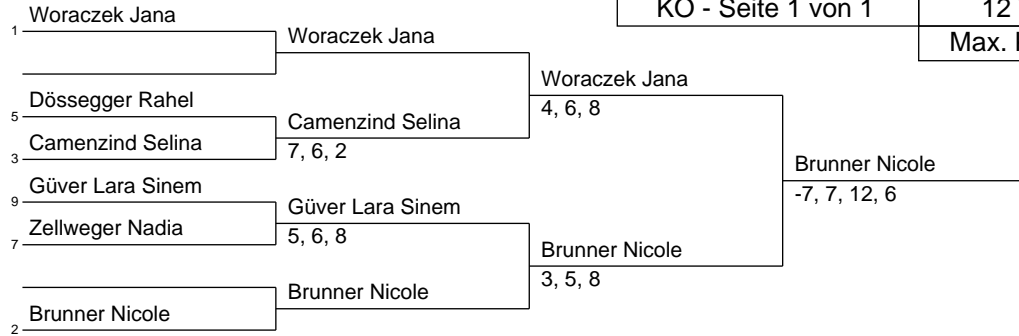 KO - Seite 1 von 1
12
Max.
1 Woraczek Jana
5 Dössegger Rahel
3 Camenzind Selina
9 Güver Lara Sinem
7 Zellweger Nadia
2 Brunner Nicole
Woraczek Jana
Camenzind Selina
7, 6, 2
Güver Lara Sinem
5, 6, 8
Brunner Nicole
Woraczek Jana
4, 6, 8
Brunner Nicole
3, 5, 8
Brunner Nicole
-7, 7, 12, 6